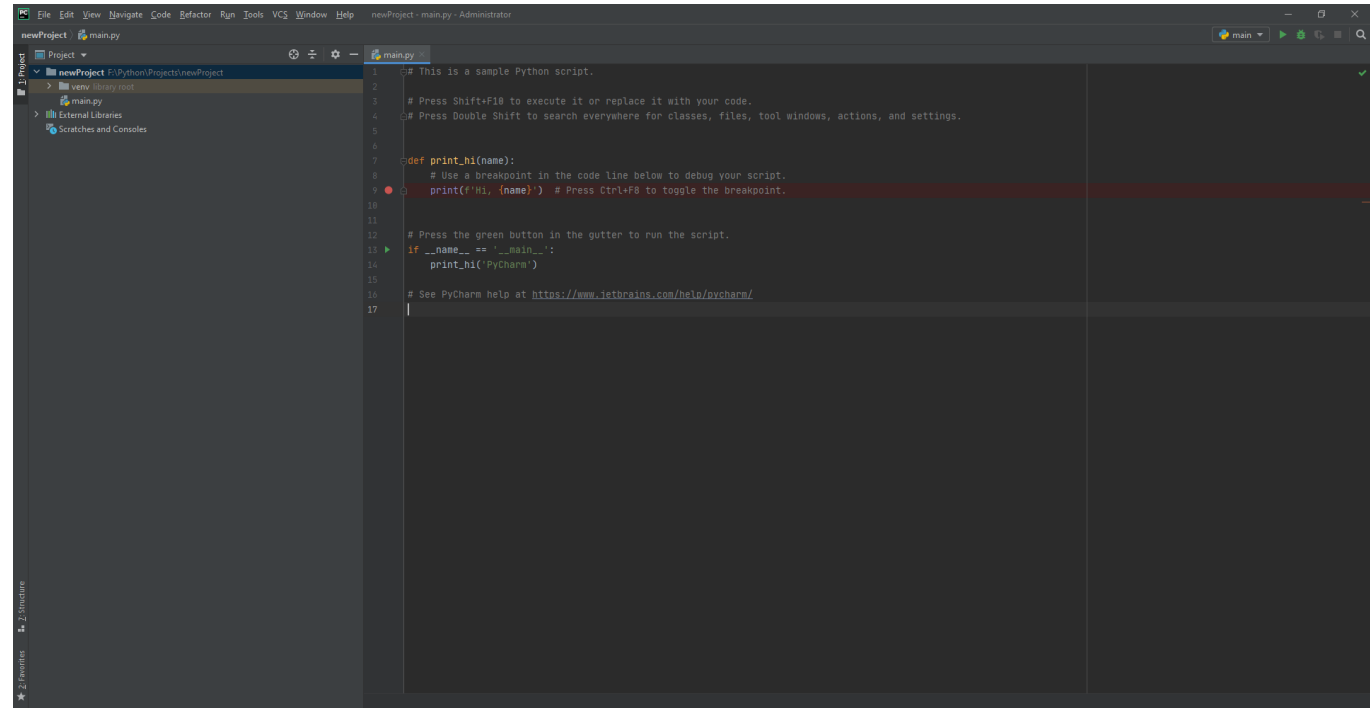 PC File Edit View Navigate Code Refactor Run Tools VCS Window Help newProject - main.py - Administrator
newProject main.py main
Project main.py
1: Project
newProject F:\Python\Projects\newProject
venv library root
main.py
External Libraries
Scratches and Consoles
1 # This is a sample Python script.
2
3 # Press Shift+F10 to execute it or replace it with your code.
4 # Press Double Shift to search everywhere for classes, files, tool windows, actions, and settings.
5
6
7 def print_hi(name):
8 # Use a breakpoint in the code line below to debug your script.
9 print(f'Hi, {name}') # Press Ctrl+F8 to toggle the breakpoint.
10
11
12 # Press the green button in the gutter to run the script.
13 if __name__ == '__main__':
14 print_hi('PyCharm')
15
16 # See PyCharm help at https://www.jetbrains.com/help/pycharm/
17
Z: Structure
2: Favorites